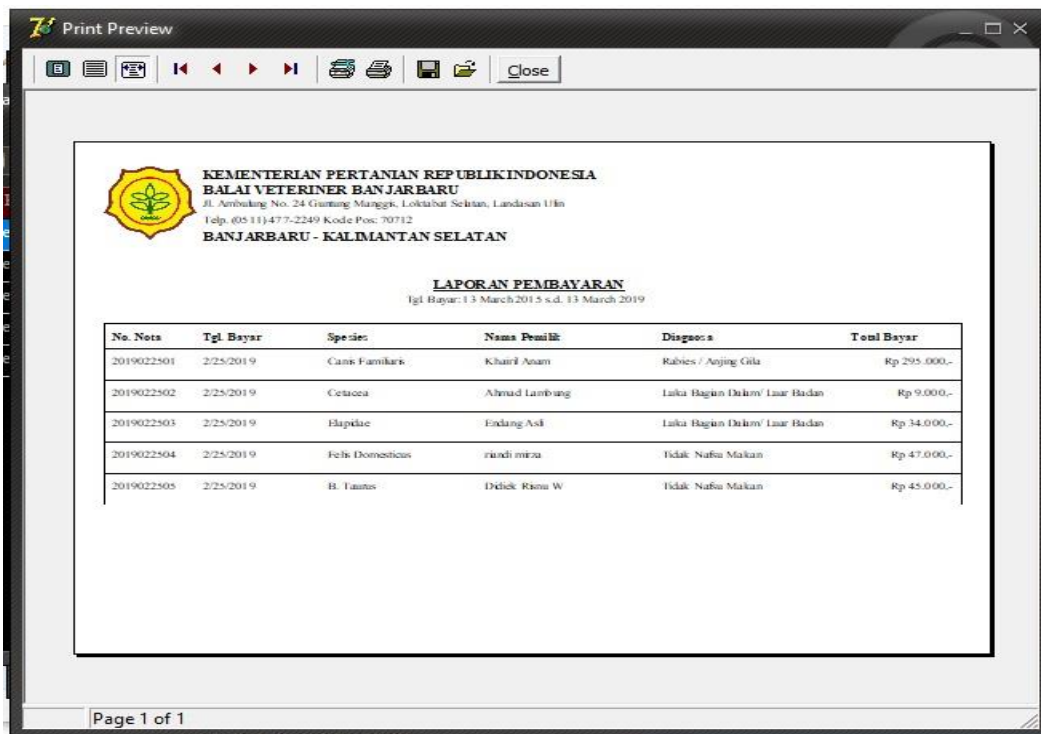 Print Preview
Close
KEMENTERIAN PERTANIAN REPUBLIK INDONESIA
BALAI VETERINER BANJARBARU
Jl. Ambulung No. 24 Guntung Manggis, Loktabat Selatan, Landasan Ulin
Telp. (0511) 477-2249 Kode Pos: 70712
BANJARBARU - KALIMANTAN SELATAN
LAPORAN PEMBAYARAN
Tgl. Bayar: 13 March 2015 s.d. 13 March 2019
No. Nota Tgl. Bayar Spesies Nama Pemilik Diagnosa Total Bayar
2019022501 2/25/2019 Canis Familiaris Khairil Anam Rabies / Anjing Gila Rp 295.000,-
2019022502 2/25/2019 Cetacea Ahmad Lambung Luka Bagian Dalam/ Luar Badan Rp 9.000,-
2019022503 2/25/2019 Elapidae Endang Asli Luka Bagian Dalam/ Luar Badan Rp 34.000,-
2019022504 2/25/2019 Felis Domesticus riandi mirza Tidak Nafsu Makan Rp 47.000,-
2019022505 2/25/2019 B. Taurus Didiek Risnu W Tidak Nafsu Makan Rp 45.000,-
Page 1 of 1